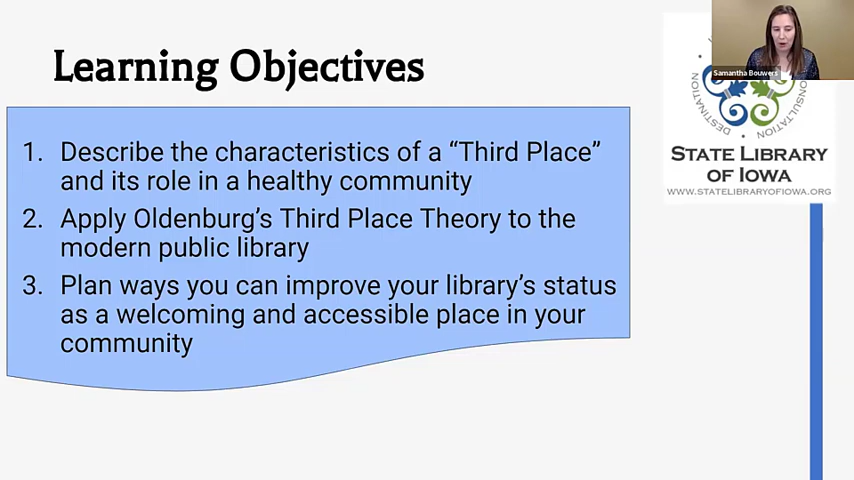 Learning Objectives
Samantha Bouwers
1. Describe the characteristics of a “Third Place”
and its role in a healthy community
2. Apply Oldenburg’s Third Place Theory to the
modern public library
3. Plan ways you can improve your library’s status
as a welcoming and accessible place in your
community
DESTINATION
CONSULTATION
STATE LIBRARY
OF IOWA
WWW.STATELIBRARYOFIOWA.ORG